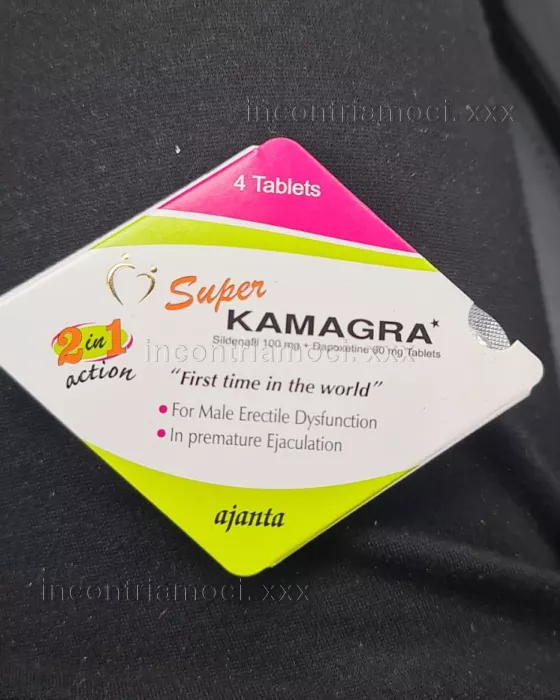 incontriamoci.xxx
4 Tablets
Super
KAMAGRA*
Sildenafil 100 mg + Dapoxetine 60 mg Tablets
2 in 1
action
incontriamoci.xxx
"First time in the world"
• For Male Erectile Dysfunction
• In premature Ejaculation
ajanta
incontriamoci.xxx